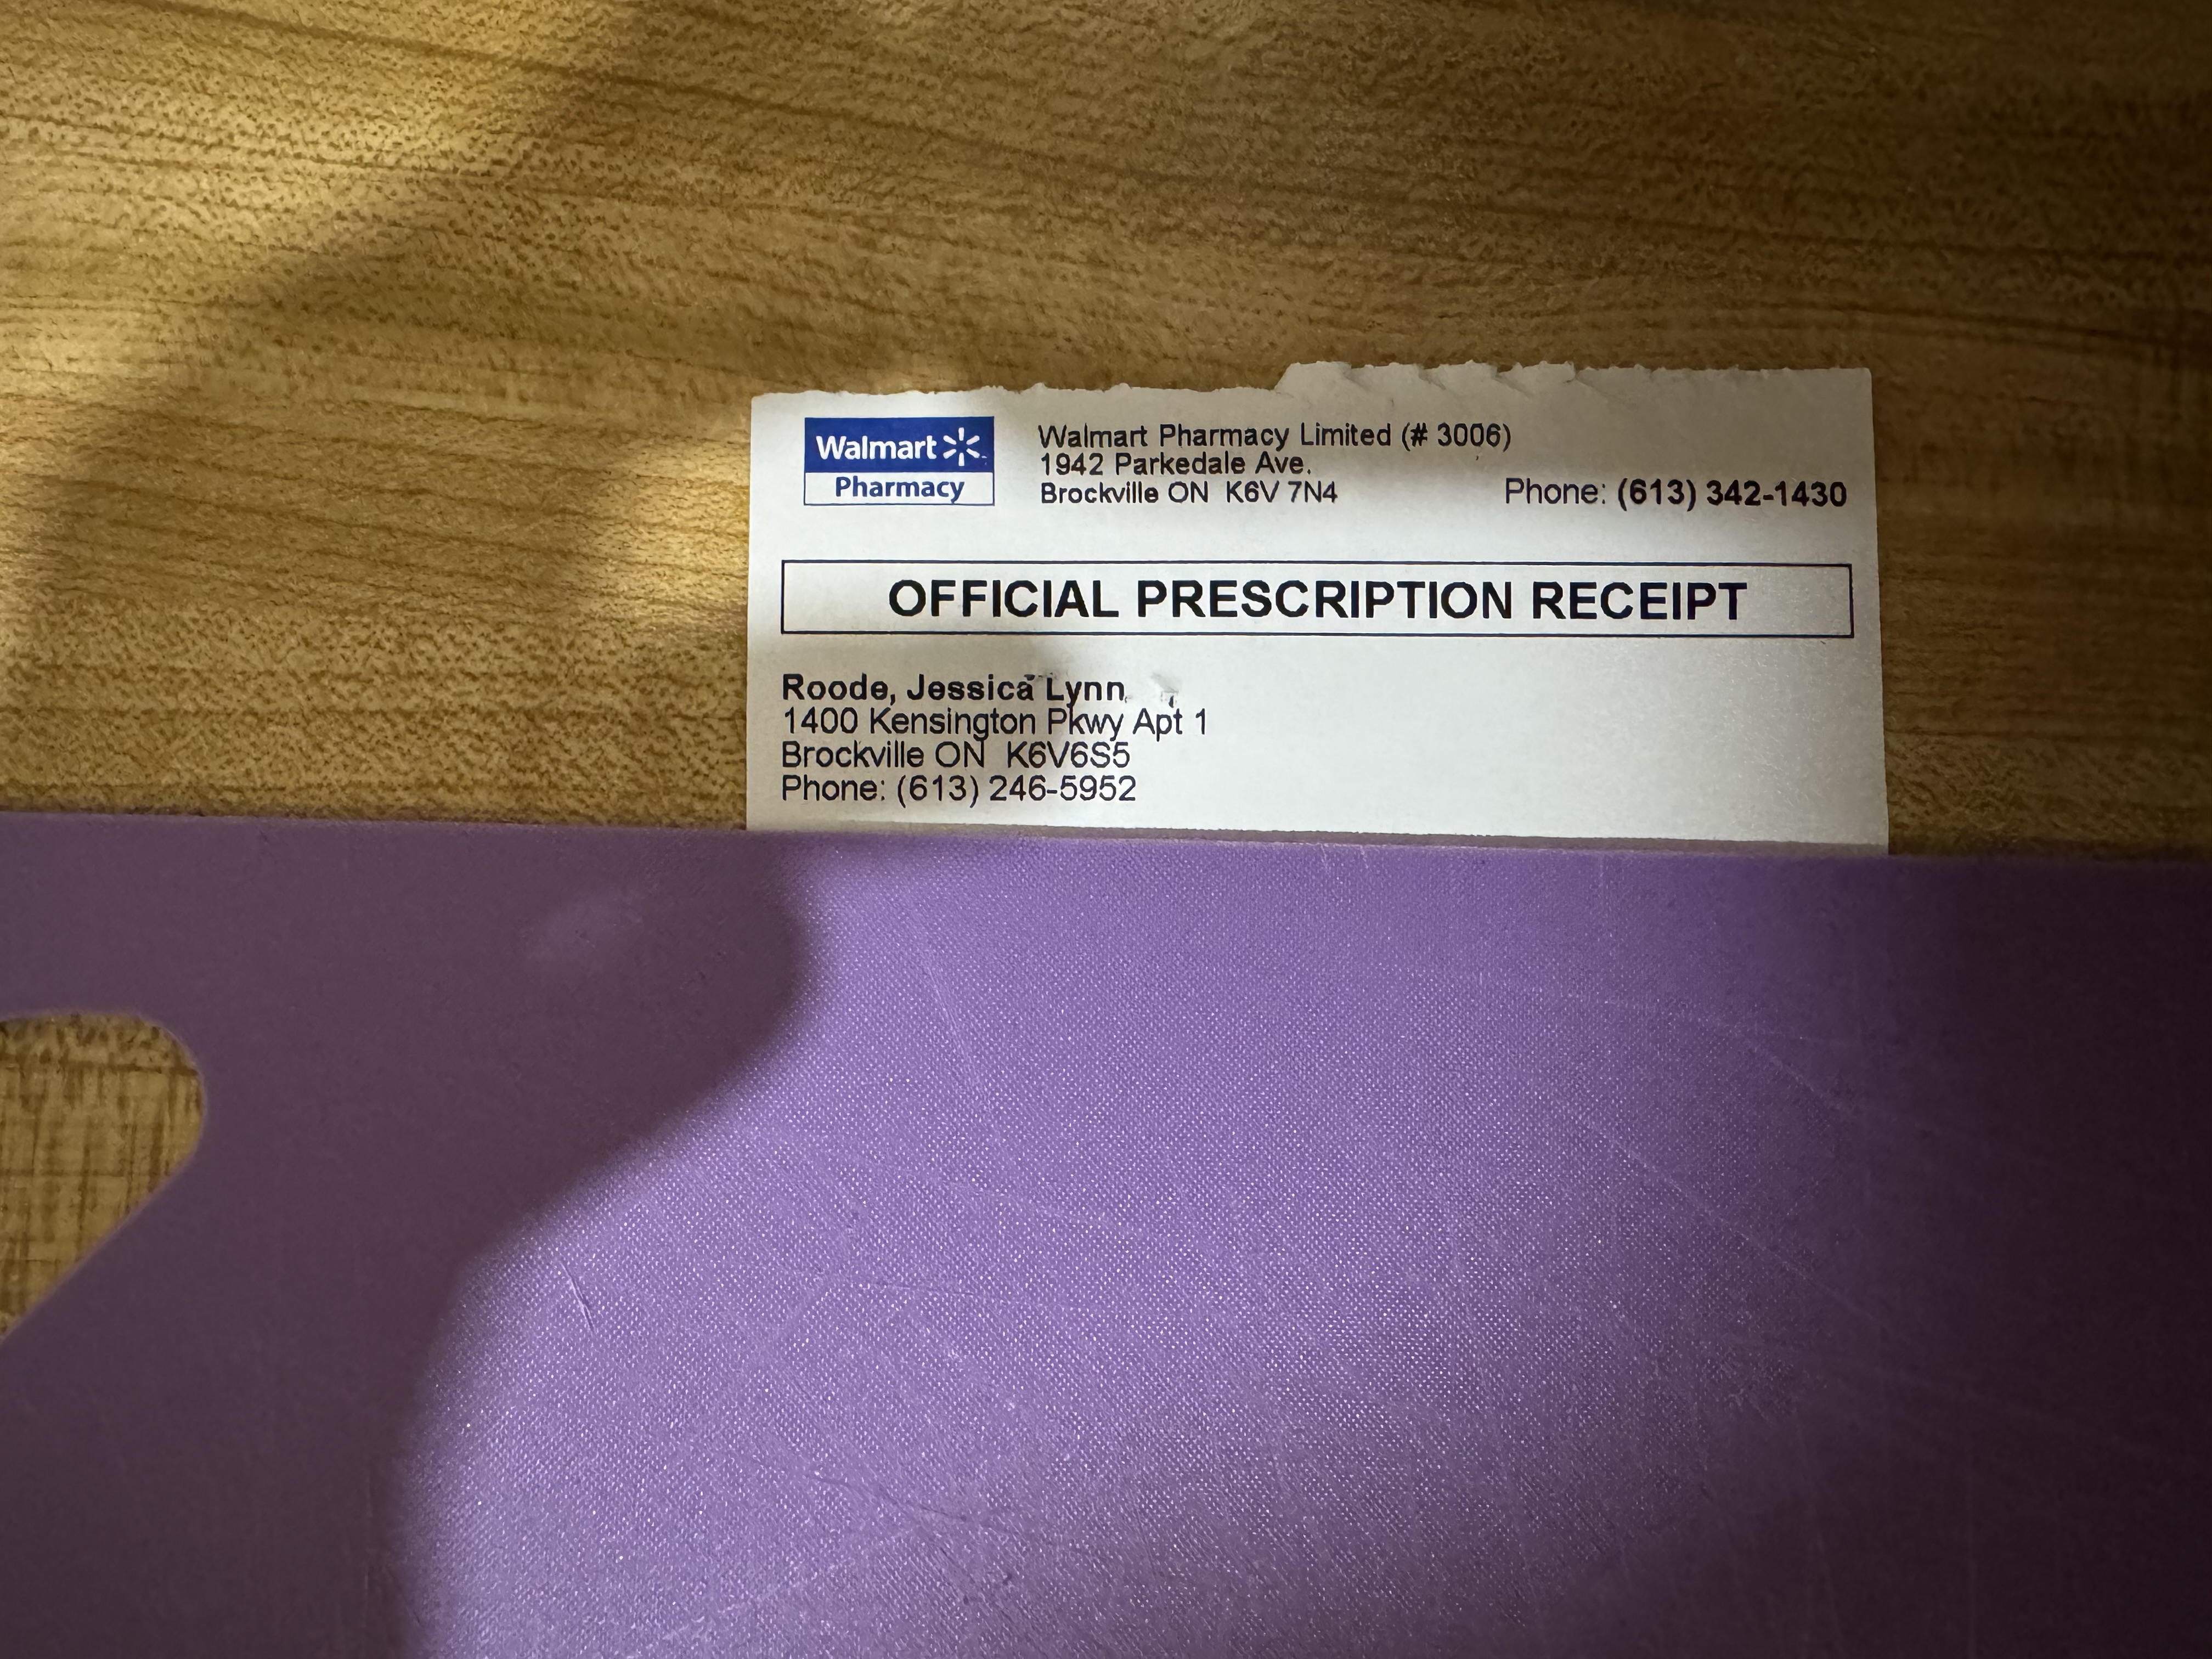 Walmart
Pharmacy
Walmart Pharmacy Limited (# 3006)
1942 Parkedale Ave.
Brockville ON K6V 7N4
Phone: (613) 342-1430
OFFICIAL PRESCRIPTION RECEIPT
Roode, Jessica Lynn
1400 Kensington Pkwy Apt 1
Brockville ON K6V6S5
Phone: (613) 246-5952